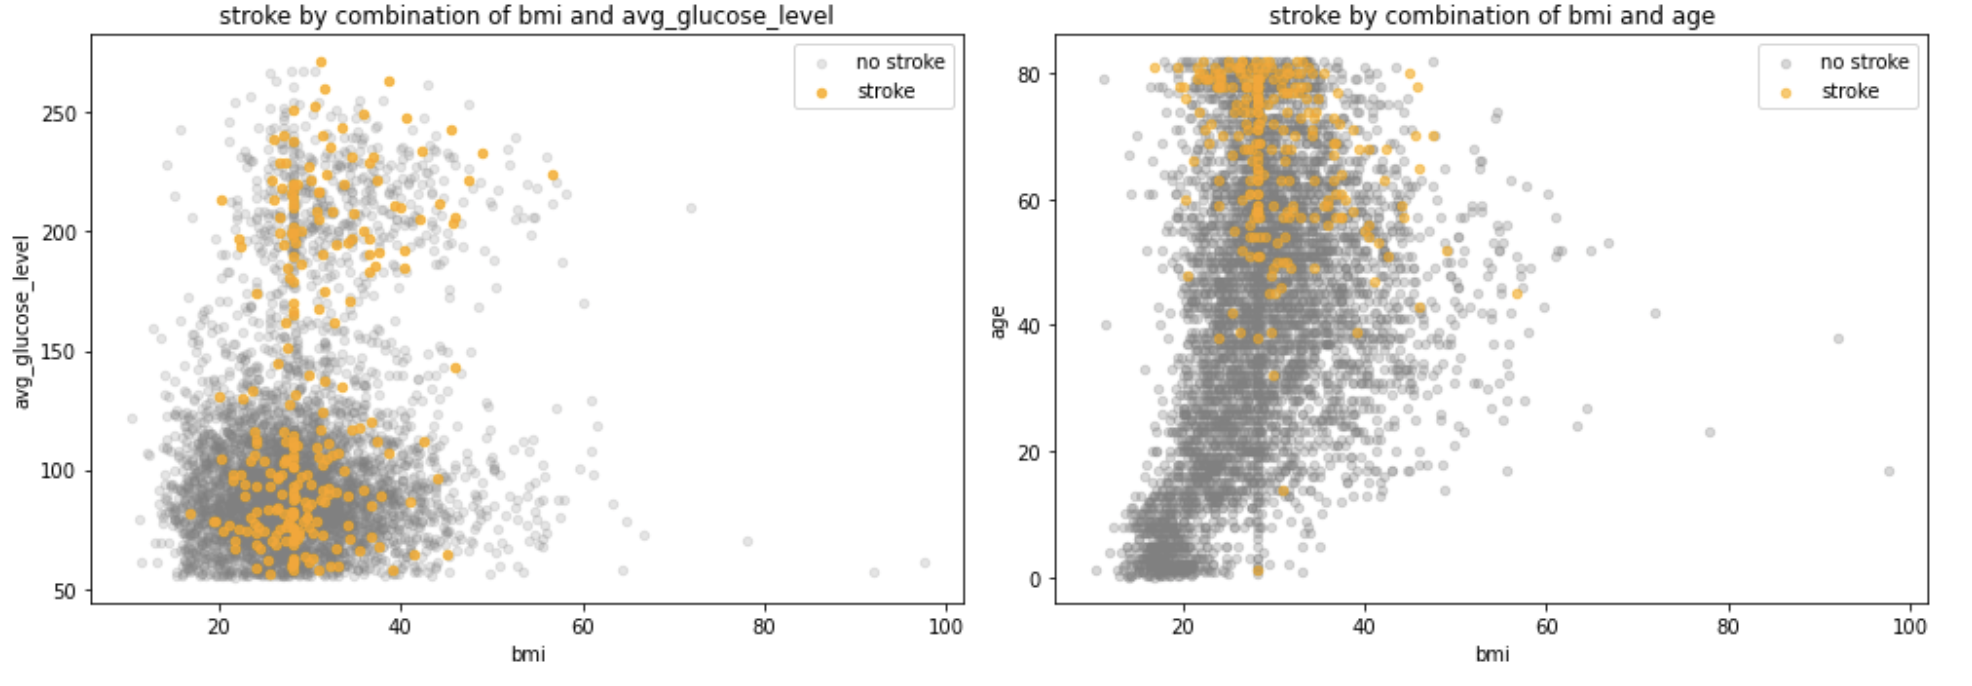 stroke by combination of bmi and avg_glucose_level
no stroke
stroke
250
200
150
100
50
avg_glucose_level
20 40 60 80 100
bmi
stroke by combination of bmi and age
no stroke
stroke
80
60
40
20
0
age
20 40 60 80 100
bmi